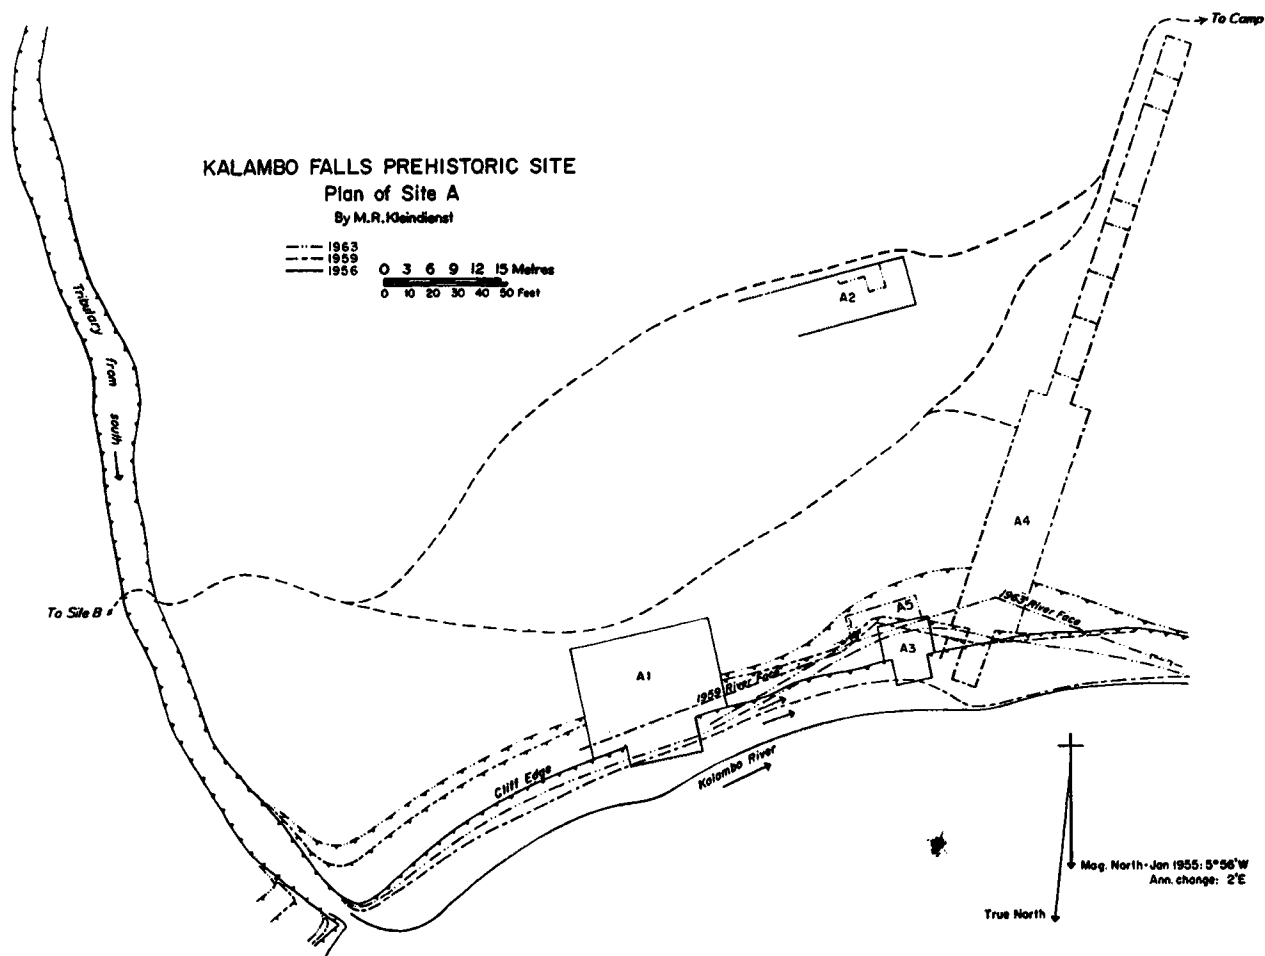 To Camp
KALAMBO FALLS PREHISTORIC SITE
Plan of Site A
By M.R.Kleindienst
1963
1959
1956
0 3 6 9 12 15 Metres
0 10 20 30 40 50 Feet
A2
Tributary from south
A4
To Site B
1963 River Face
A5
A3
A1
1959 River Face
Cliff Edge
Kalambo River
Mag. North - Jan 1955: 5°56'W
Ann. change: 2'E
True North